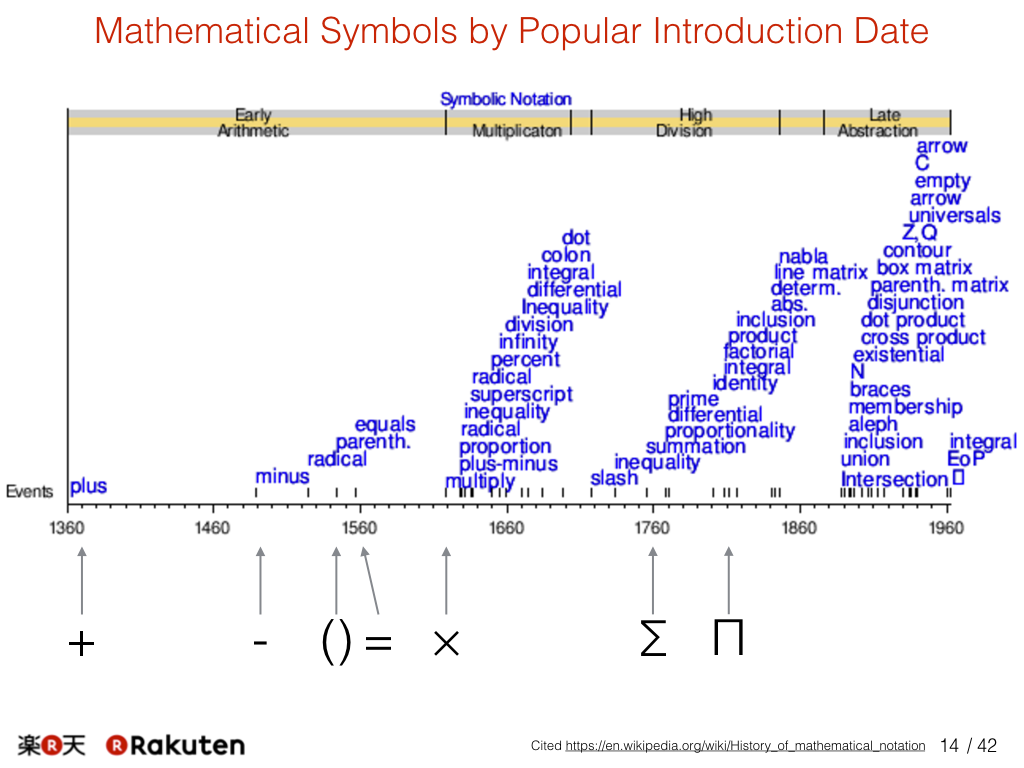 Mathematical Symbols by Popular Introduction Date
Symbolic Notation
Early
High
Late
Arithmetic
Multiplicaton
Division
Abstraction
arrow
C
empty
arrow
universals
Z,Q
dot
contour
colon
nabla
integral
line matrix
box matrix
differential
determ.
parenth. matrix
Inequality
abs.
disjunction
division
inclusion
dot product
infinity
product
cross product
percent
factorial
existential
radical
integral
N
superscript
identity
braces
inequality
prime
membership
equals
radical
differential
aleph
parenth.
proportion
proportionality
inclusion
integral
radical
plus-minus
summation
union
EoP
minus
multiply
inequality
Intersection
slash
Events
plus
1360 1460 1560 1660 1760 1860 1960
+ - () = × Σ Π
楽R天 R Rakuten
Cited https://en.wikipedia.org/wiki/History_of_mathematical_notation 14 / 42